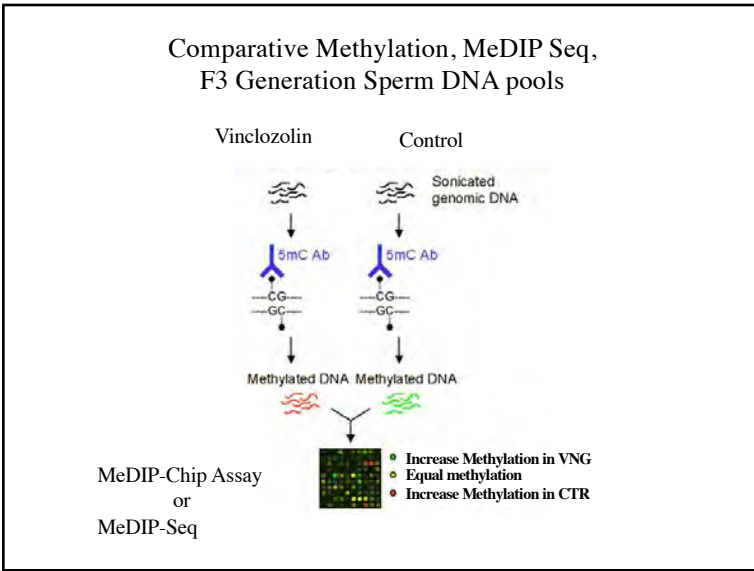 Comparative Methylation, MeDIP Seq,
F3 Generation Sperm DNA pools
Vinclozolin Control
Sonicated
genomic DNA
5mC Ab 5mC Ab
CG CG
GC GC
Methylated DNA Methylated DNA
Increase Methylation in VNG
Equal methylation
Increase Methylation in CTR
MeDIP-Chip Assay
or
MeDIP-Seq